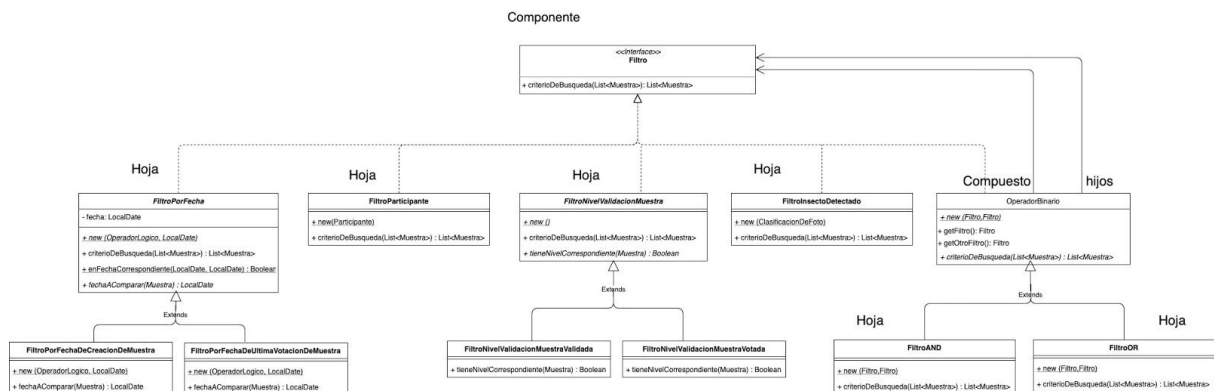 Componente
<<Interface>>
Filtro
+ criterioDeBusqueda(List<Muestra>): List<Muestra>
Hoja
FiltroPorFecha
- fecha: LocalDate
+ new (OperadorLogico, LocalDate)
+ criterioDeBusqueda(List<Muestra>) : List<Muestra>
+ enFechaCorrespondiente(LocalDate, LocalDate) : Boolean
+ fechaAComparar(Muestra) : LocalDate
Extends
FiltroPorFechaDeCreacionDeMuestra
+ new (OperadorLogico, LocalDate)
+ fechaAComparar(Muestra) : LocalDate
FiltroPorFechaDeUltimaVotacionDeMuestra
+ new (OperadorLogico, LocalDate)
+ fechaAComparar(Muestra) : LocalDate
Hoja
FiltroParticipante
+ new(Participante)
+ criterioDeBusqueda(List<Muestra>) : List<Muestra>
Hoja
FiltroNivelValidacionMuestra
+ new ()
+ criterioDeBusqueda(List<Muestra>) : List<Muestra>
+ tieneNivelCorrespondiente(Muestra) : Boolean
Extends
FiltroNivelValidacionMuestraValidada
+ tieneNivelCorrespondiente(Muestra) : Boolean
FiltroNivelValidacionMuestraVotada
+ tieneNivelCorrespondiente(Muestra) : Boolean
Hoja
FiltroInsectoDetectado
+ new (ClasificacionDeFoto)
+ criterioDeBusqueda(List<Muestra>) : List<Muestra>
Compuesto
hijos
OperadorBinario
+ new (Filtro,Filtro)
+ getFiltro(): Filtro
+ getOtroFiltro(): Filtro
+ criterioDeBusqueda(List<Muestra>) : List<Muestra>
Extends
Hoja
FiltroAND
+ new (Filtro,Filtro)
+ criterioDeBusqueda(List<Muestra>) : List<Muestra>
Hoja
FiltroOR
+ new (Filtro,Filtro)
+ criterioDeBusqueda(List<Muestra>) : List<Muestra>